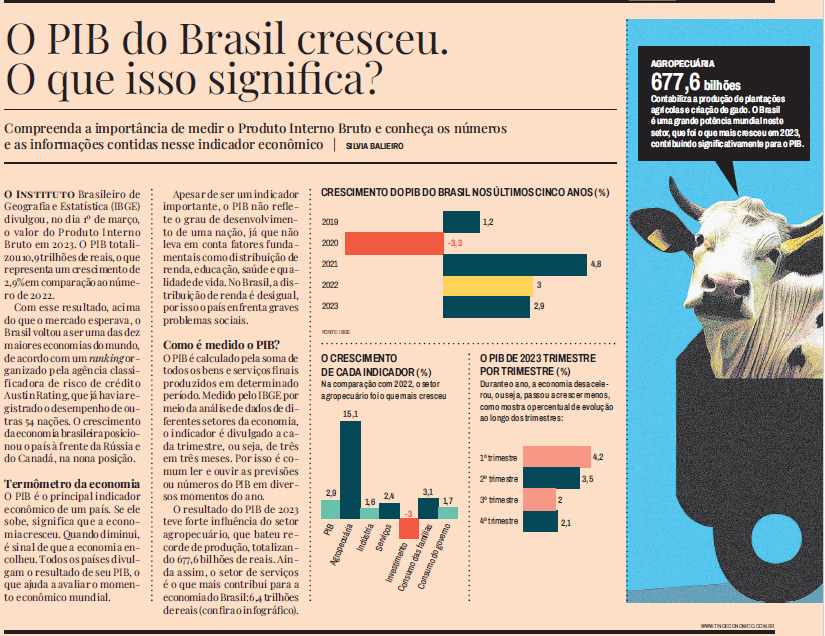 O PIB do Brasil cresceu.
O que isso significa?
Compreenda a importância de medir o Produto Interno Bruto e conheça os números
e as informações contidas nesse indicador econômico | SILVIA BALIEIRO
O INSTITUTO Brasileiro de
Geografia e Estatística (IBGE)
divulgou, no dia 1º de março,
o valor do Produto Interno
Bruto em 2023. O PIB totali-
zou 10,9 trilhões de reais, o que
representa um crescimento de
2,9% em comparação ao núme-
ro de 2022.
Com esse resultado, acima
do que o mercado esperava, o
Brasil voltou a ser uma das dez
maiores economias do mundo,
de acordo com um ranking or-
ganizado pela agência classi-
ficadora de risco de crédito
Austin Rating, que já havia re-
gistrado o desempenho de ou-
tras 54 nações. O crescimento
da economia brasileira posicio-
nou o país à frente da Rússia e
do Canadá, na nona posição.
Termômetro da economia
O PIB é o principal indicador
econômico de um país. Se ele
sobe, significa que a econo-
mia cresceu. Quando diminui,
é sinal de que a economia en-
colheu. Todos os países divul-
gam o resultado de seu PIB, o
que ajuda a avaliar o momen-
to econômico mundial.
Apesar de ser um indicador
importante, o PIB não refle-
te o grau de desenvolvimen-
to de uma nação, já que não
leva em conta fatores funda-
mentais como distribuição de
renda, educação, saúde e qua-
lidade de vida. No Brasil, a dis-
tribuição de renda é desigual,
por isso o país enfrenta graves
problemas sociais.
Como é medido o PIB?
O PIB é calculado pela soma de
todos os bens e serviços finais
produzidos em determinado
período. Medido pelo IBGE por
meio da análise de dados de di-
ferentes setores da economia,
o indicador é divulgado a ca-
da trimestre, ou seja, de três
em três meses. Por isso é co-
mum ler e ouvir as previsões
ou números do PIB em diver-
sos momentos do ano.
O resultado do PIB de 2023
teve forte influência do setor
agropecuário, que bateu re-
corde de produção, totalizan-
do 677,6 bilhões de reais. Ain-
da assim, o setor de serviços
é o que mais contribui para a
economia do Brasil: 6,4 trilhões
de reais (confira o infográfico).
CRESCIMENTO DO PIB DO BRASIL NOS ÚLTIMOS CINCO ANOS (%)
2019 1,2
2020 -3,3
2021 4,8
2022 3
2023 2,9
FONTE: IBGE
O CRESCIMENTO
DE CADA INDICADOR (%)
Na comparação com 2022, o setor
agropecuário foi o que mais cresceu
2,9 15,1 1,6 2,4 -3 3,1 1,7
PIB
Agropecuária
Indústria
Serviços
Investimento
Consumo das famílias
Consumo do governo
O PIB DE 2023 TRIMESTRE
POR TRIMESTRE (%)
Durante o ano, a economia desacele-
rou, ou seja, passou a crescer menos,
como mostra o percentual de evolução
ao longo dos trimestres:
1º trimestre 4,2
2º trimestre 3,5
3º trimestre 2
4º trimestre 2,1
AGROPECUÁRIA
677,6 bilhões
Contabiliza a produção de plantações
agrícolas e criação de gado. O Brasil
é uma grande potência mundial neste
setor, que foi o que mais cresceu em 2023,
contribuindo significativamente para o PIB.